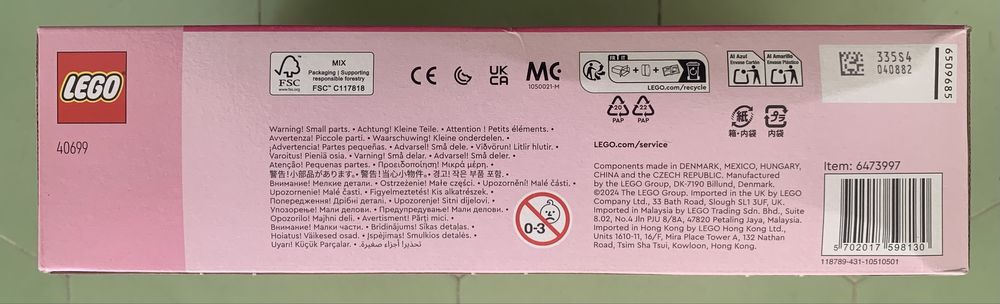 LEGO
40699
FSC
www.fsc.org
MIX
Packaging | Supporting
responsible forestry
FSC™ C117818
CE
UK
CA
MC
1050021-M
LEGO.com/recycle
Al Azul
Envase Cartón
Al Amarillo
Envase Plástico
335S4
040882
6509685
20
PAP
22
PAP
紙
箱・内袋
紙
内袋
LEGO.com/service
Warning! Small parts. • Achtung! Kleine Teile. • Attention ! Petits éléments. •
Avvertenza! Piccole parti. • Waarschuwing! Kleine onderdelen. •
¡Advertencia! Partes pequeñas. • Advarsel! Små dele. • Viðvörun! Litlir hlutir. •
Varoitus! Pieniä osia. • Varning! Små delar. • Advarsel! Små deler. •
Atenção! Pequenas partes. • Προειδοποίηση! Μικρά μέρη. •
警告!小部品があります。• 警告!当心小物件。• 경고! 작은 부품 포함. •
Внимание! Мелкие детали. • Ostrzeżenie! Małe części. • Upozornění! Malé části. •
Upozornenie! Malé časti. • Figyelmeztetés! Kis alkatrészek. •
Попередження! Дрібні деталі. • Upozorenje! Sitni dijelovi. •
Упозорење! Мали делови. • Предупредување! Мали делови. •
Opozorilo! Majhni deli. • Avertisment! Părți mici. •
Внимание! Малки части. • Brīdinājums! Sīkas detaļas. •
Hoiatus! Väikesed osad. • Įspėjimas! Smulkios detalės. •
Uyarı! Küçük Parçalar. • تحذير! أجزاء صغيرة. •
0-3
Components made in DENMARK, MEXICO, HUNGARY,
CHINA and the CZECH REPUBLIC. Manufactured
by the LEGO Group, DK-7190 Billund, Denmark.
©2024 The LEGO Group. Imported in the UK by LEGO
Company Ltd., 33 Bath Road, Slough SL1 3UF, UK.
Imported in Malaysia by LEGO Trading Sdn. Bhd., Suite
8.02, No.4 Jln PJU 8/8A, 47820 Petaling Jaya, Malaysia.
Imported in Hong Kong by LEGO Hong Kong Ltd.,
Units 1610-11, 16/F, Mira Place Tower A, 132 Nathan
Road, Tsim Sha Tsui, Kowloon, Hong Kong.
Item: 6473997
5 702017 598130
118789-431-10510501